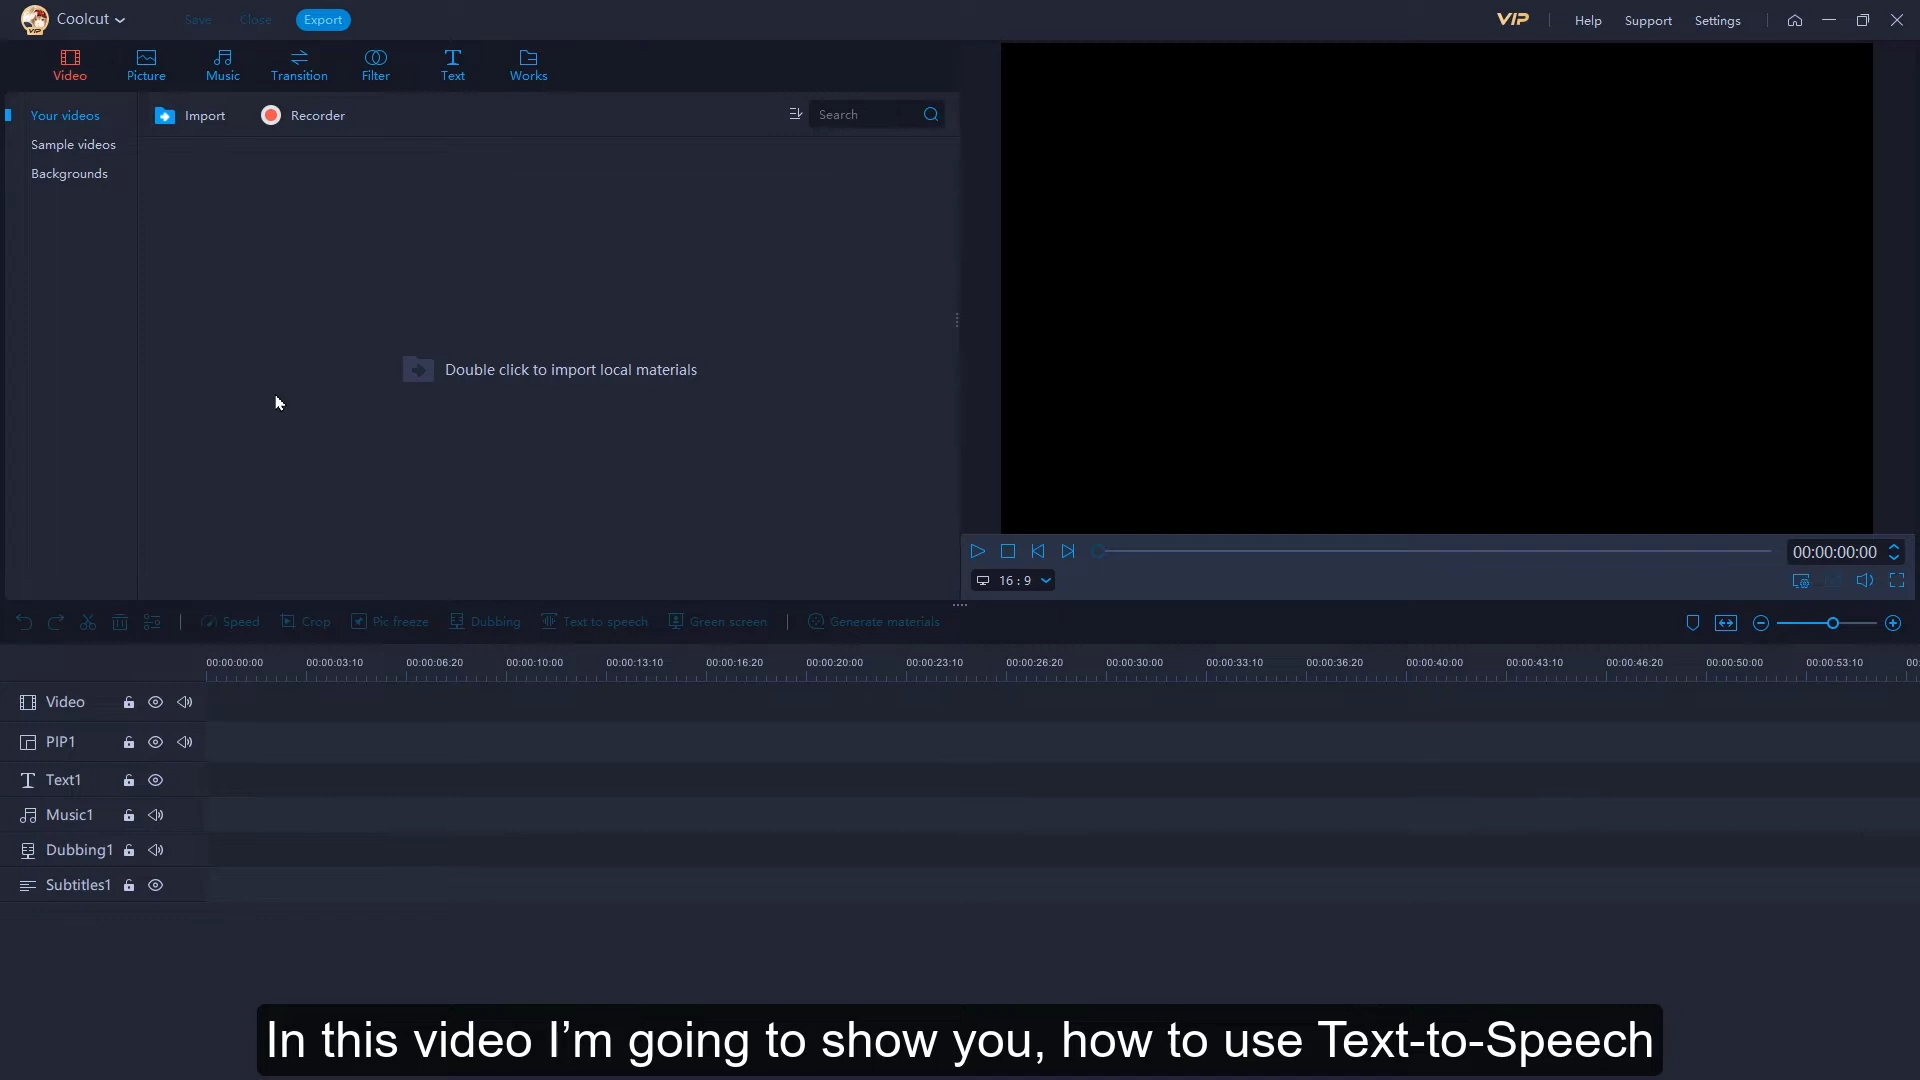 Coolcut Save Close Export VIP Help Support Settings
Video Picture Music Transition Filter Text Works
Your videos Import Recorder Search
Sample videos
Backgrounds
Double click to import local materials
00:00:00:00
16 : 9
Speed Crop Pic freeze Dubbing Text to speech Green screen Generate materials
00:00:00:00 00:00:03:10 00:00:06:20 00:00:10:00 00:00:13:10 00:00:16:20 00:00:20:00 00:00:23:10 00:00:26:20 00:00:30:00 00:00:33:10 00:00:36:20 00:00:40:00 00:00:43:10 00:00:46:20 00:00:50:00 00:00:53:10 00:
Video
PIP1
Text1
Music1
Dubbing1
Subtitles1
In this video I’m going to show you, how to use Text-to-Speech